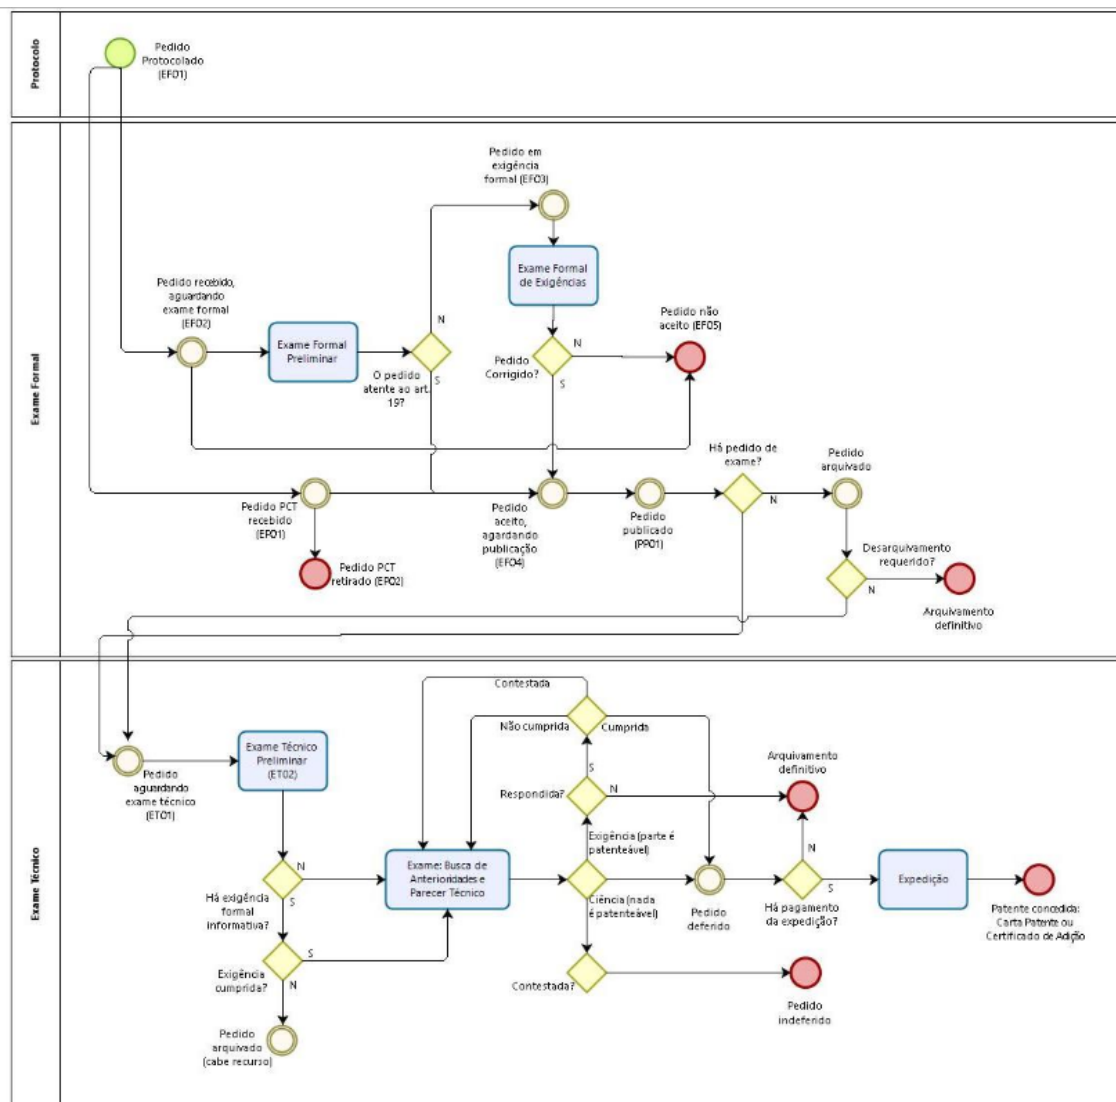 Protocolo
Pedido
Protocolado
(EF01)
Exame Formal
Pedido em
exigência
formal (EF03)
Exame Formal
de Exigências
Pedido recebido,
aguardando
exame formal
(EF02)
Exame Formal
Preliminar
N
S
O pedido
atente ao art.
19?
Pedido
Corrigido?
N
S
Pedido não
aceito (EF05)
Há pedido de
exame?
N
Pedido
arquivado
Pedido PCT
recebido
(EP01)
Pedido
aceito,
agardando
publicação
(EF04)
Pedido
publicado
(PP01)
Pedido PCT
retirado (EP02)
Desarquivamento
requerido?
N
Arquivamento
definitivo
Exame Técnico
Contestada
Não cumprida
Cumprida
Exame Técnico
Preliminar
(ET02)
Pedido
aguardando
exame técnico
(ET01)
S
Respondida?
N
Arquivamento
definitivo
Exigência (parte é
patenteável)
N
Há exigência
formal
informativa?
S
Exame: Busca de
Anterioridades e
Parecer Técnico
Ciência (nada
é patenteável)
Pedido
deferido
N
S
Há pagamento
da expedição?
Expedição
Patente concedida:
Carta Patente ou
Certificado de Adição
Exigência
cumprida?
S
N
Contestada?
Pedido
indeferido
Pedido
arquivado
(cabe recurso)